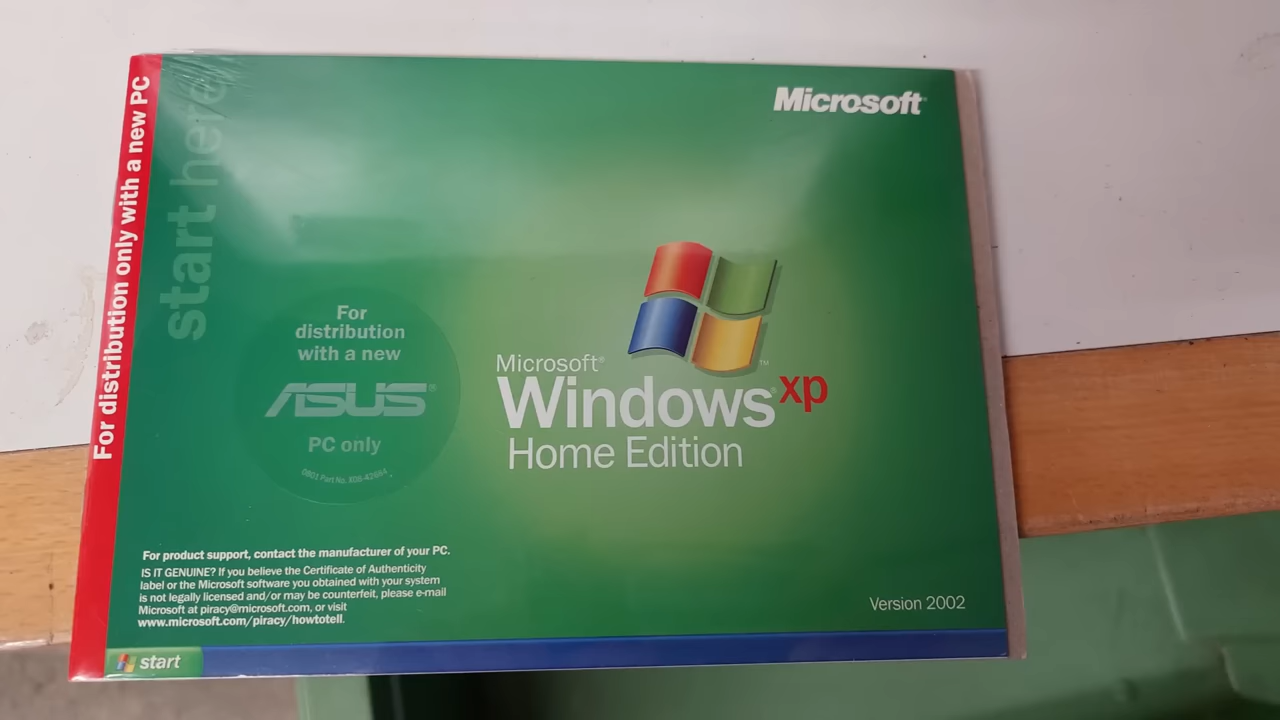 For distribution only with a new PC
start here
Microsoft
For
distribution
with a new
ASUS®
PC only
Microsoft®
Windows® xp
™
Home Edition
For product support, contact the manufacturer of your PC.
IS IT GENUINE? If you believe the Certificate of Authenticity
label or the Microsoft software you obtained with your system
is not legally licensed and/or may be counterfeit, please e-mail
Microsoft at piracy@microsoft.com, or visit
www.microsoft.com/piracy/howtotell.
Version 2002
start